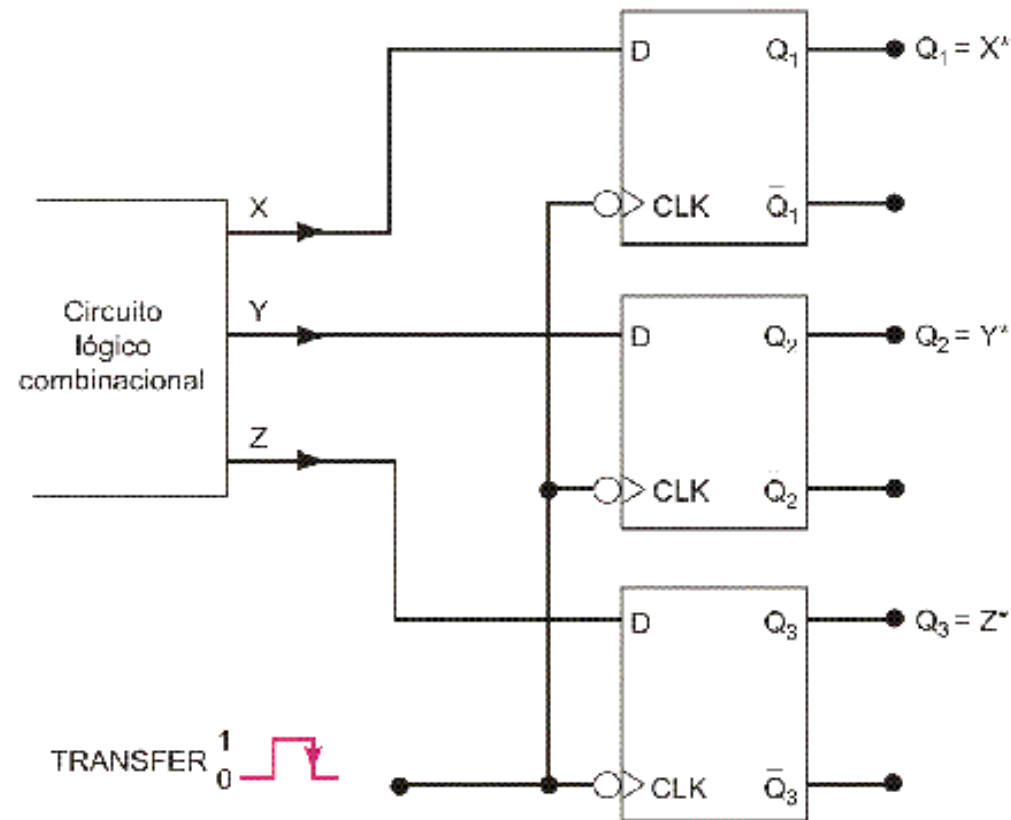 D Q₁ Q₁ = X*
CLK Q̅₁
X
Y
Z
Circuito
lógico
combinacional
D Q₂ Q₂ = Y*
CLK Q̅₂
D Q₃ Q₃ = Z*
CLK Q̅₃
TRANSFER 1
0